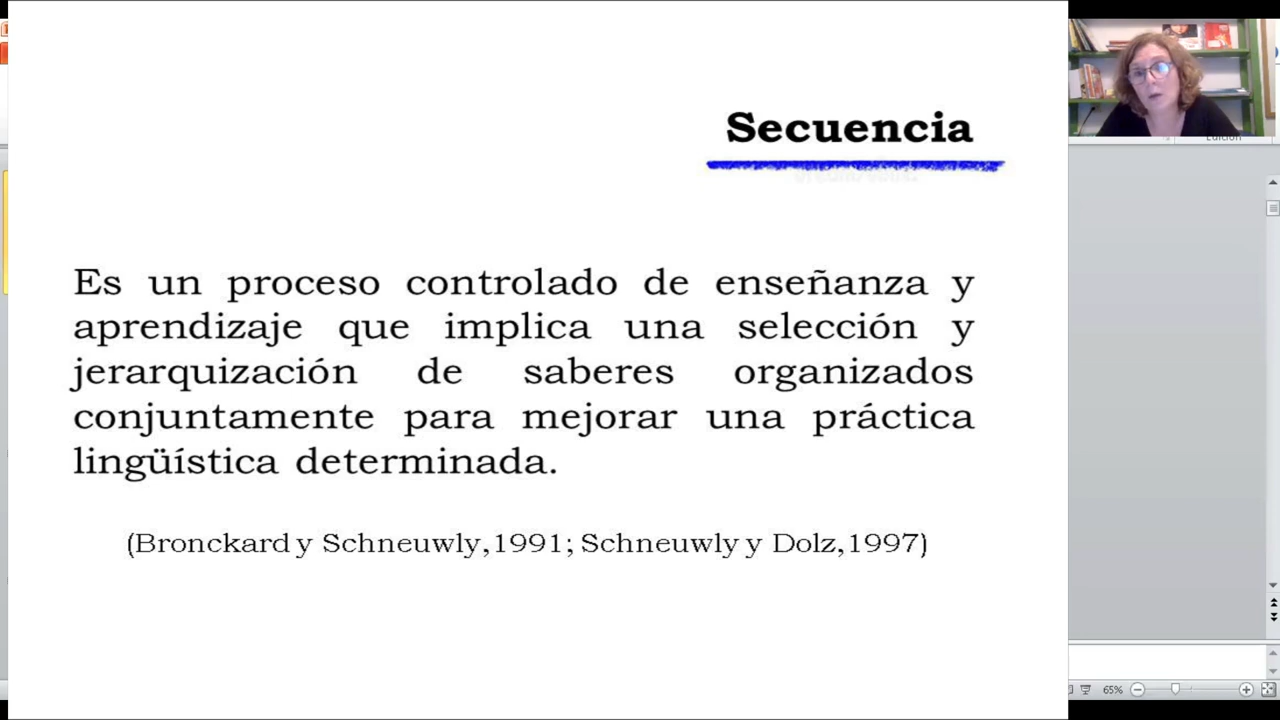 Secuencia
Es un proceso controlado de enseñanza y
aprendizaje que implica una selección y
jerarquización de saberes organizados
conjuntamente para mejorar una práctica
lingüística determinada.
(Bronckard y Schneuwly,1991; Schneuwly y Dolz,1997)
65%